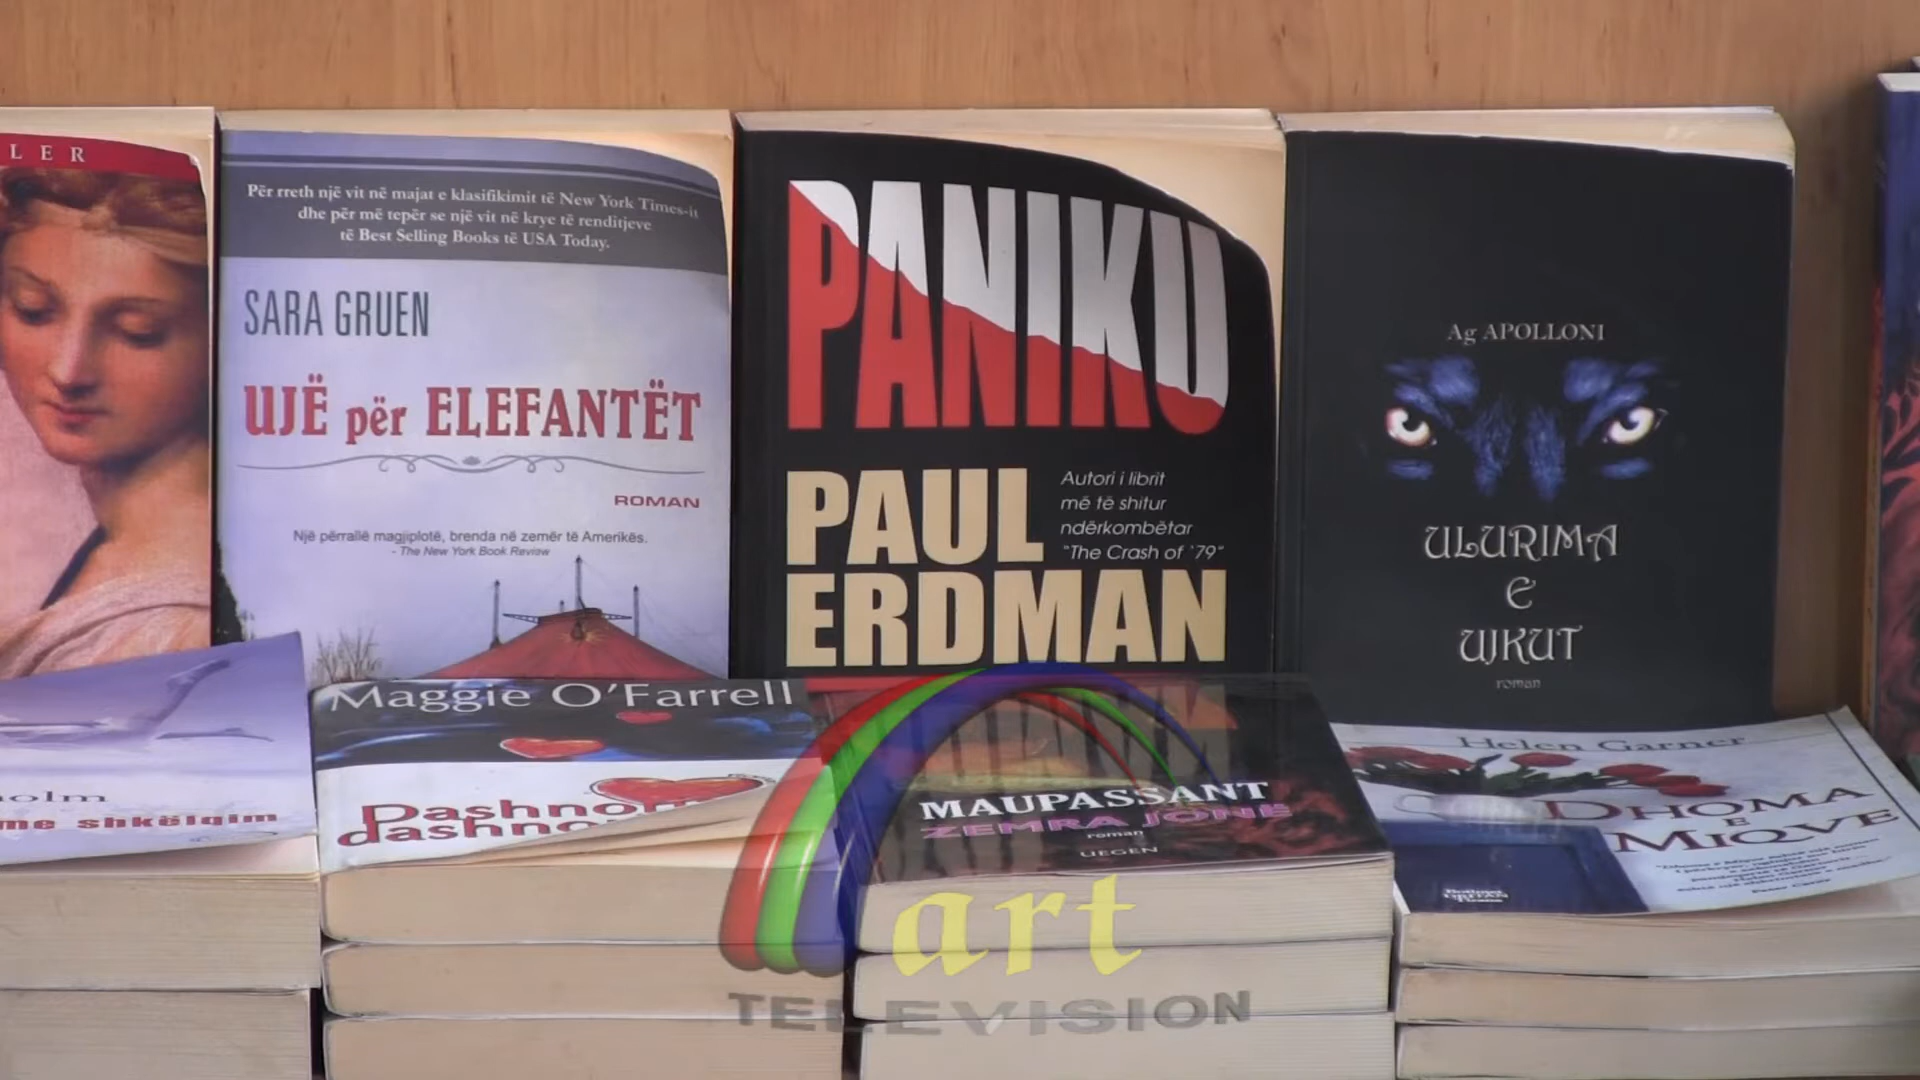 LER
Për rreth një vit në majat e klasifikimit të New York Times-it
dhe për më tepër se një vit në krye të renditjeve
të Best Selling Books të USA Today.
SARA GRUEN
UJË për ELEFANTËT
ROMAN
Një përrallë magjiplotë, brenda në zemër të Amerikës.
- The New York Book Review
PANIKU
PAUL
ERDMAN
Autori i librit
më të shitur
ndërkombëtar
"The Crash of '79"
Ag APOLLONI
ULURIMA
E
UJKUT
roman
olm
me shkëlqim
Maggie O'Farrell
Dashnor
dashno
MAUPASSANT
ZEMRA JONË
roman
UEGEN
Helen Garner
DHOMA
E
MIQVE
art
TELEVISION